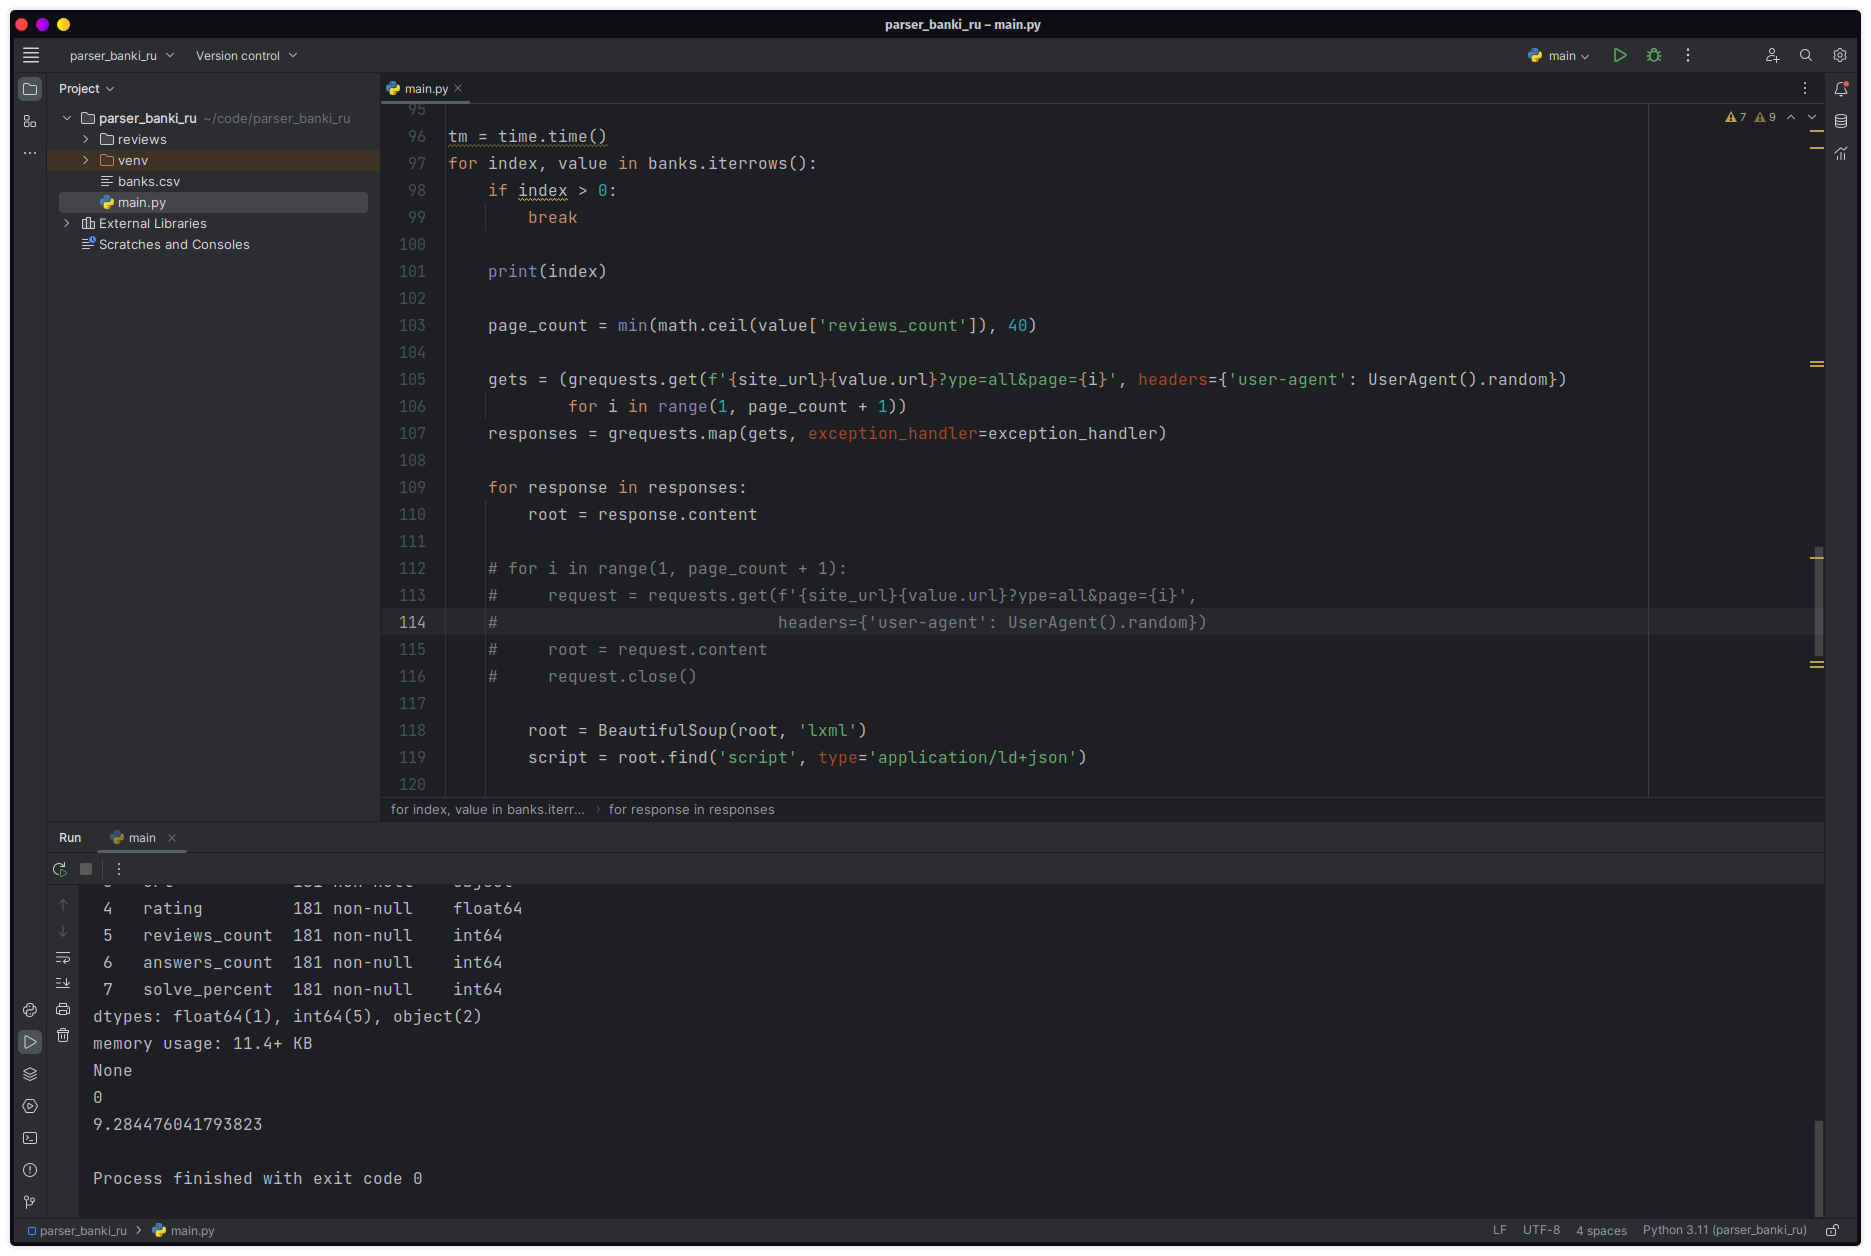 parser_banki_ru – main.py
parser_banki_ru
Version control
main
Project
main.py
parser_banki_ru ~/code/parser_banki_ru
reviews
venv
banks.csv
main.py
External Libraries
Scratches and Consoles
7 9
95
96 tm = time.time()
97 for index, value in banks.iterrows():
98 if index > 0:
99 break
100
101 print(index)
102
103 page_count = min(math.ceil(value['reviews_count']), 40)
104
105 gets = (grequests.get(f'{site_url}{value.url}?ype=all&page={i}', headers={'user-agent': UserAgent().random})
106 for i in range(1, page_count + 1))
107 responses = grequests.map(gets, exception_handler=exception_handler)
108
109 for response in responses:
110 root = response.content
111
112 # for i in range(1, page_count + 1):
113 # request = requests.get(f'{site_url}{value.url}?ype=all&page={i}',
114 # headers={'user-agent': UserAgent().random})
115 # root = request.content
116 # request.close()
117
118 root = BeautifulSoup(root, 'lxml')
119 script = root.find('script', type='application/ld+json')
120
for index, value in banks.iterr... › for response in responses
Run main
4 rating 181 non-null float64
5 reviews_count 181 non-null int64
6 answers_count 181 non-null int64
7 solve_percent 181 non-null int64
dtypes: float64(1), int64(5), object(2)
memory usage: 11.4+ KB
None
0
9.284476041793823
Process finished with exit code 0
parser_banki_ru › main.py
LF UTF-8 4 spaces Python 3.11 (parser_banki_ru)